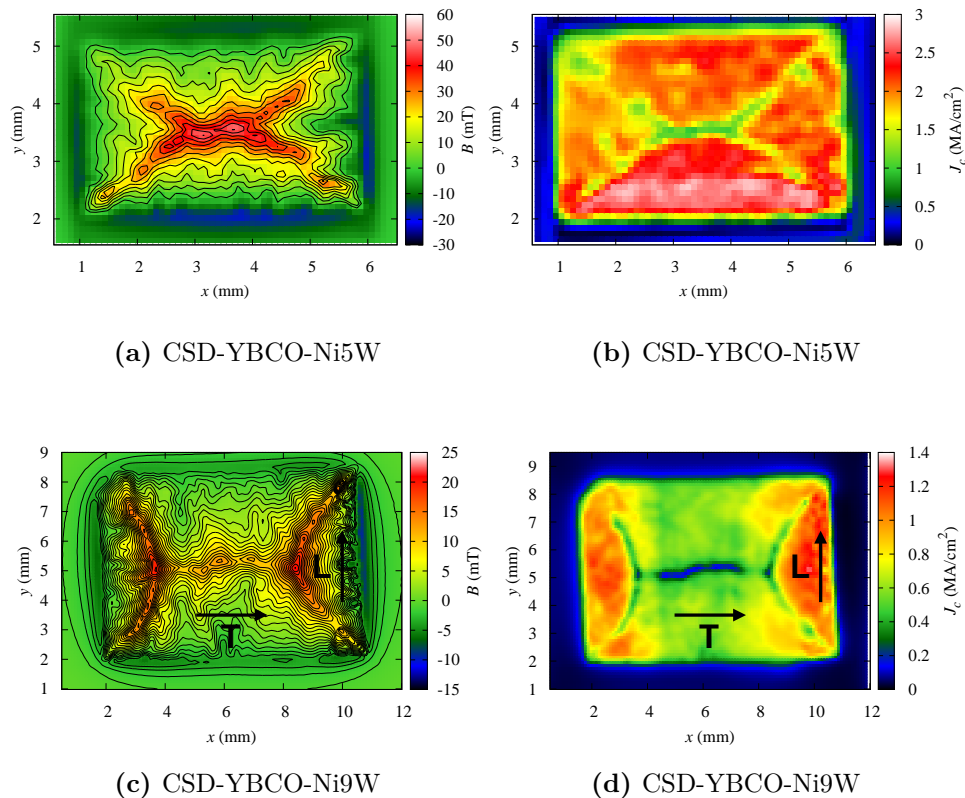 5
4
3
2
1 2 3 4 5 6
x (mm)
y (mm)
60
50
40
30
20
10
0
-10
-20
-30
B (mT)
5
4
3
2
1 2 3 4 5 6
x (mm)
y (mm)
3
2.5
2
1.5
1
0.5
0
J_c (MA/cm²)
(a) CSD-YBCO-Ni5W
(b) CSD-YBCO-Ni5W
9
8
7
6
5
4
3
2
1
2 4 6 8 10 12
x (mm)
y (mm)
L
T
25
20
15
10
5
0
-5
-10
-15
B (mT)
9
8
7
6
5
4
3
2
1
2 4 6 8 10
x (mm)
y (mm)
L
T
1.4
1.2
1
0.8
0.6
0.4
0.2
0
J_c (MA/cm²)
(c) CSD-YBCO-Ni9W
(d) CSD-YBCO-Ni9W